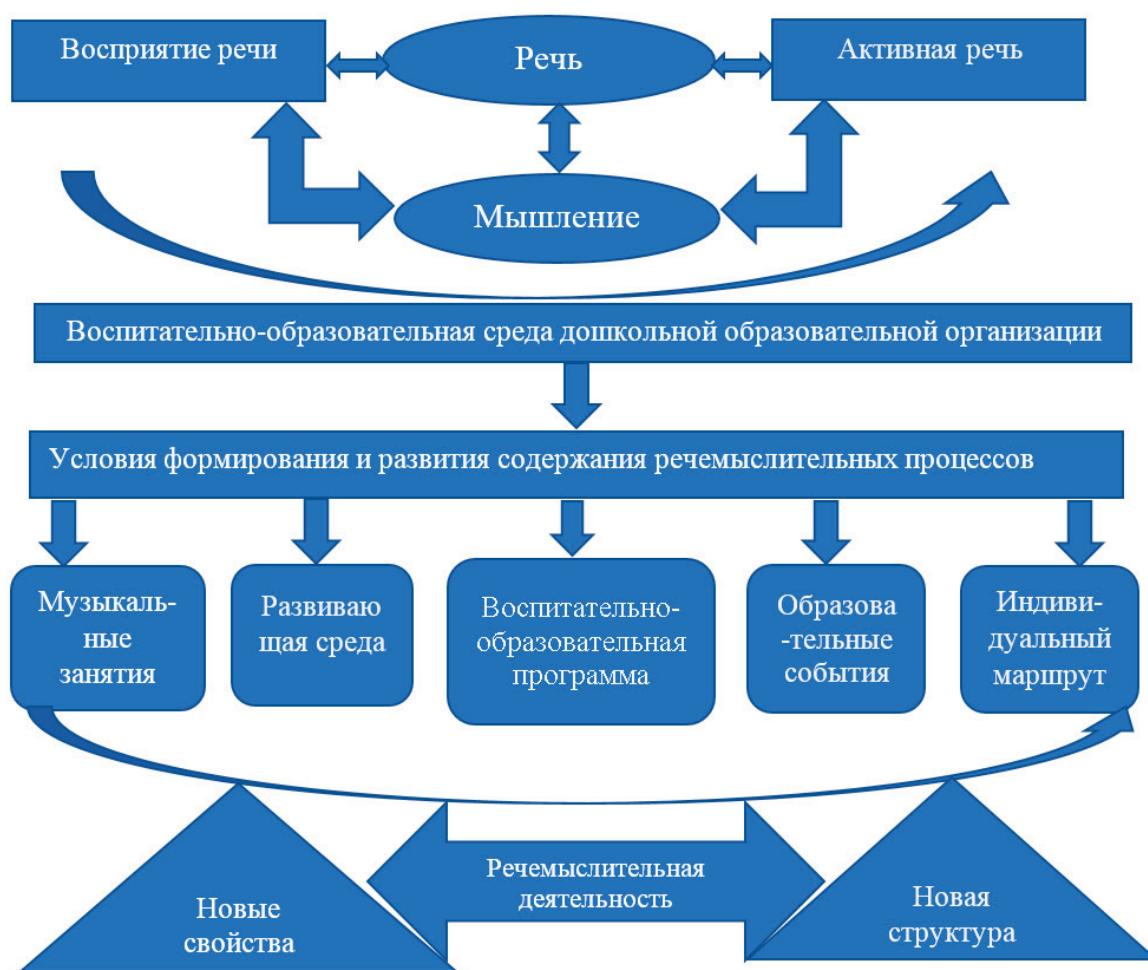 Восприятие речи
Речь
Активная речь
Мышление
Воспитательно-образовательная среда дошкольной образовательной организации
Условия формирования и развития содержания речемыслительных процессов
Музыкаль-
ные
занятия
Развиваю
щая среда
Воспитательно-
образовательная
программа
Образова
-тельные
события
Индиви-
дуальный
маршрут
Новые
свойства
Речемыслительная
деятельность
Новая
структура